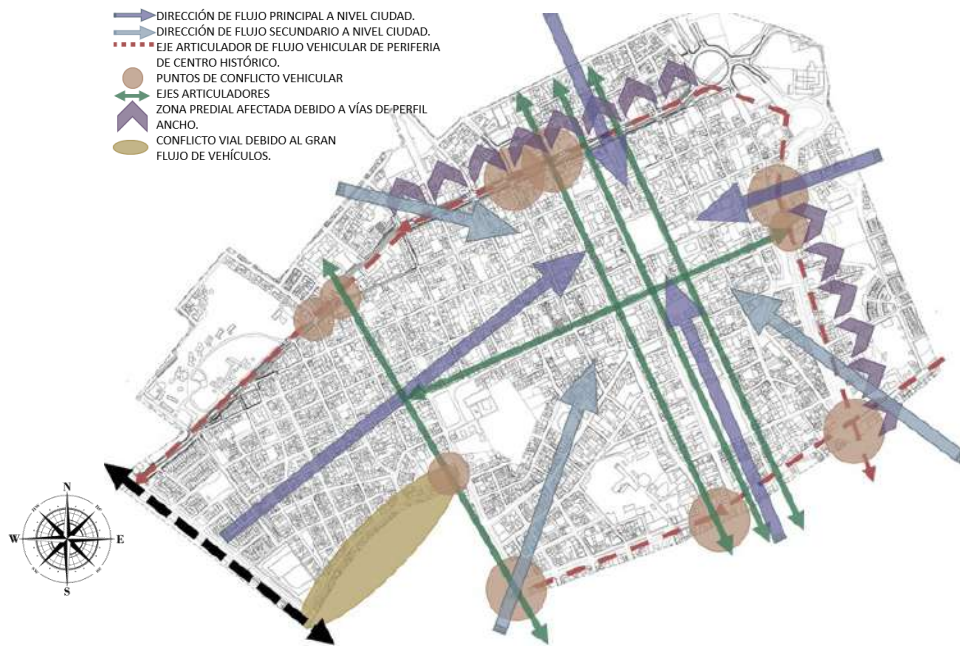 DIRECCIÓN DE FLUJO PRINCIPAL A NIVEL CIUDAD.
DIRECCIÓN DE FLUJO SECUNDARIO A NIVEL CIUDAD.
EJE ARTICULADOR DE FLUJO VEHICULAR DE PERIFERIA
DE CENTRO HISTÓRICO.
PUNTOS DE CONFLICTO VEHICULAR
EJES ARTICULADORES
ZONA PREDIAL AFECTADA DEBIDO A VÍAS DE PERFIL
ANCHO.
CONFLICTO VIAL DEBIDO AL GRAN
FLUJO DE VEHÍCULOS.
N
W E
S